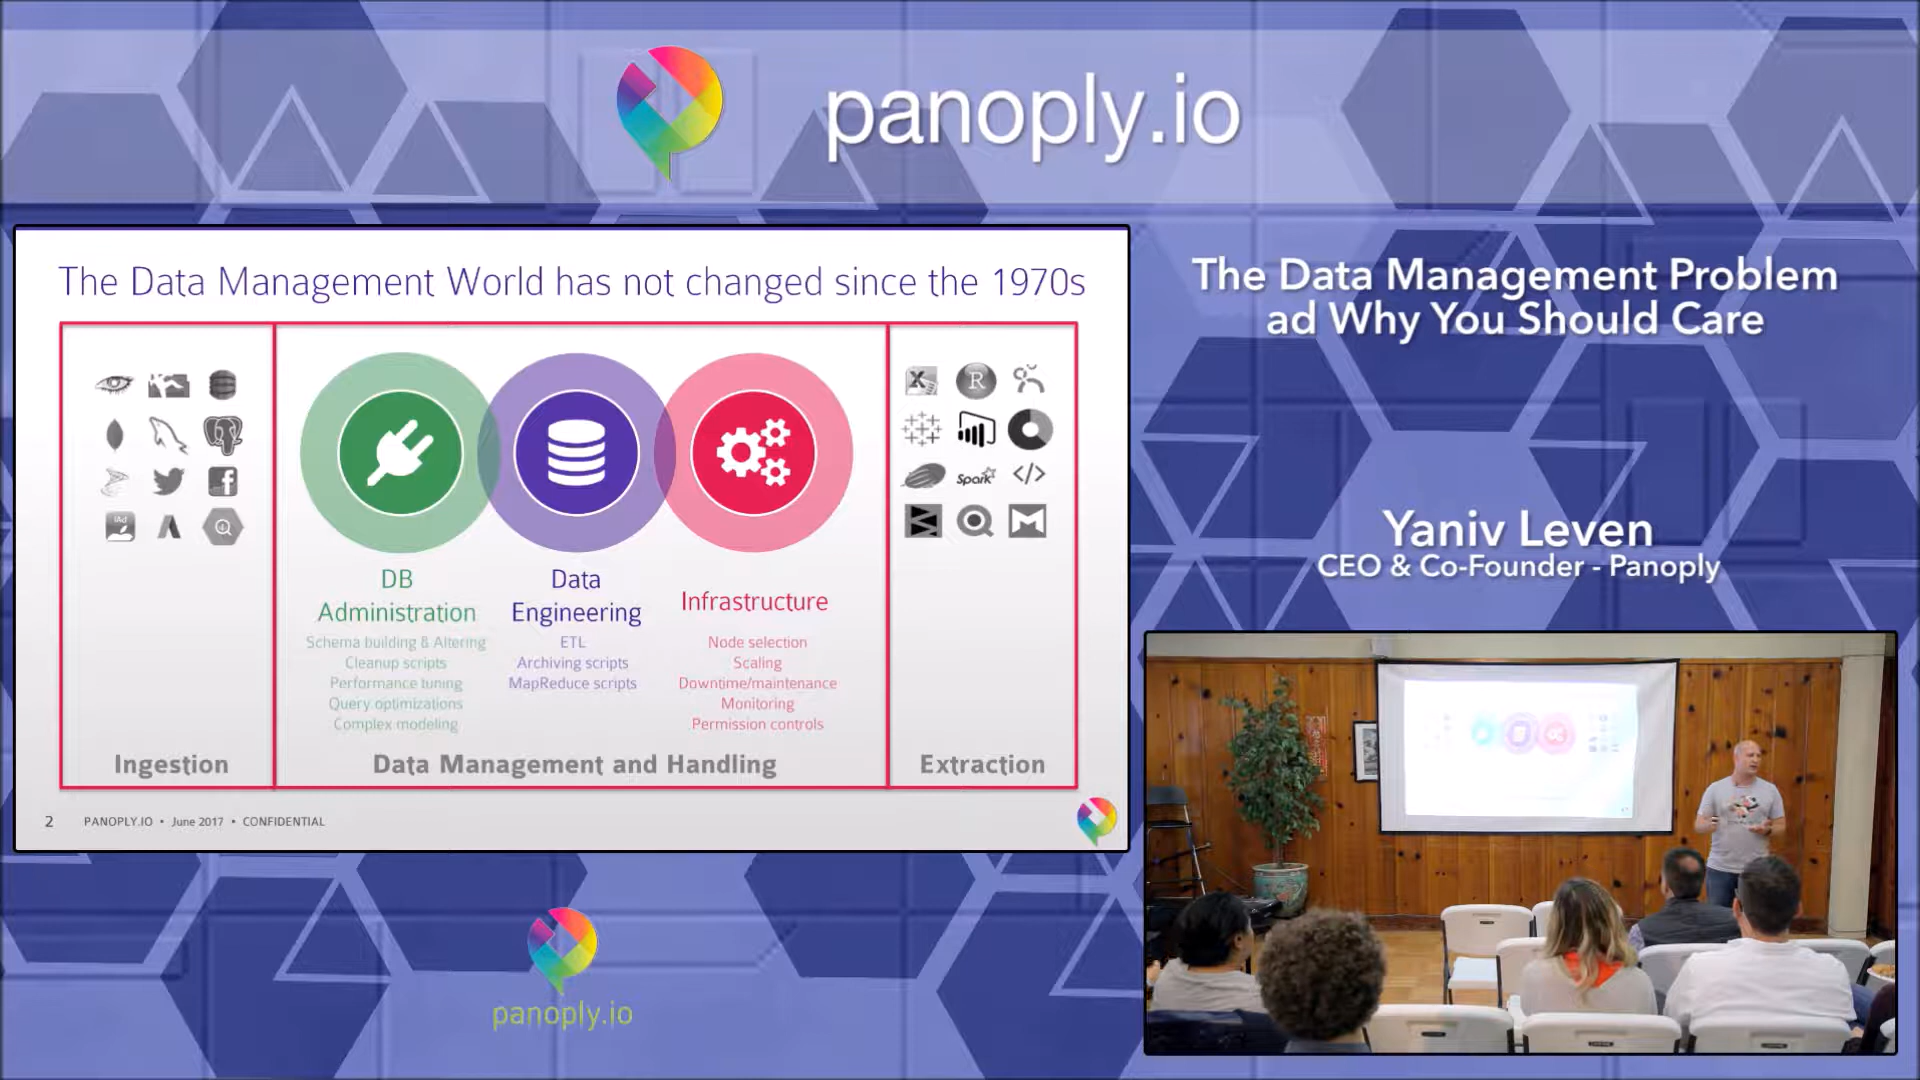 panoply.io
The Data Management World has not changed since the 1970s
X
R
Spark
</>
iAd
DB
Administration
Schema building & Altering
Cleanup scripts
Performance tuning
Query optimizations
Complex modeling
Data
Engineering
ETL
Archiving scripts
MapReduce scripts
Infrastructure
Node selection
Scaling
Downtime/maintenance
Monitoring
Permission controls
Ingestion
Data Management and Handling
Extraction
2 PANOPLY.IO • June 2017 • CONFIDENTIAL
The Data Management Problem
ad Why You Should Care
Yaniv Leven
CEO & Co-Founder - Panoply
panoply.io